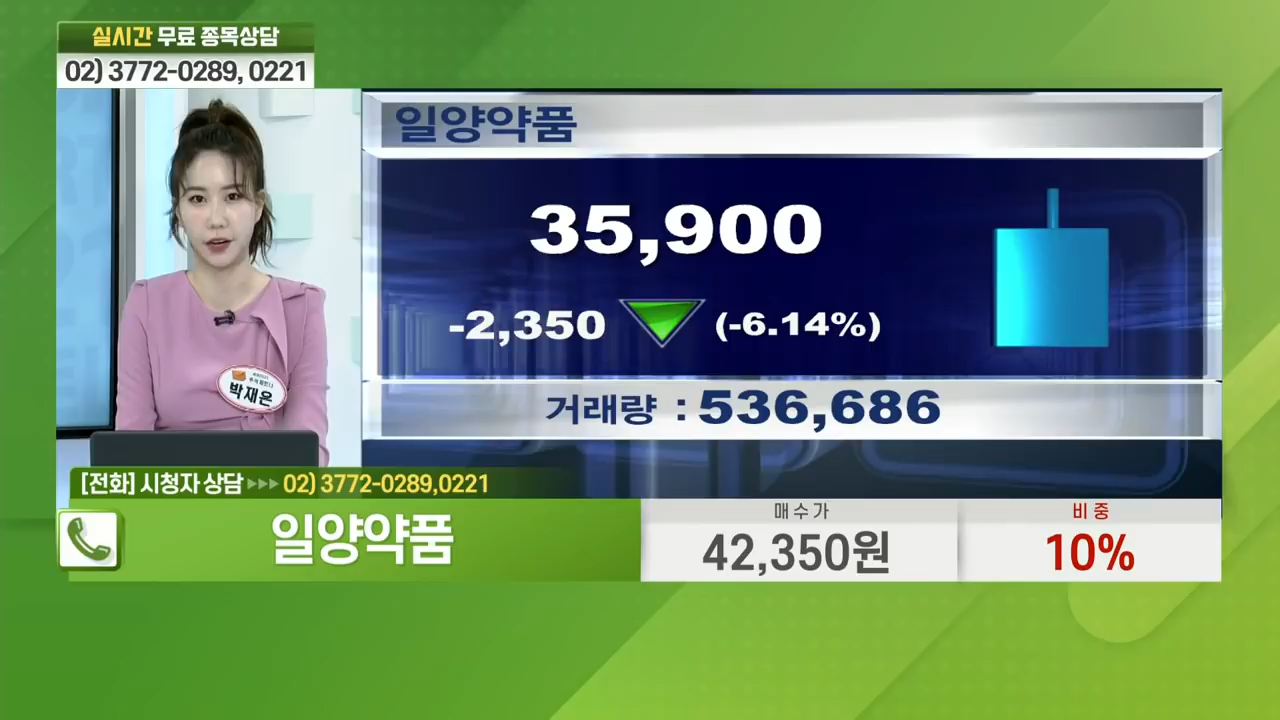 실시간 무료 종목상담
02) 3772-0289, 0221
일양약품
35,900
-2,350 (-6.14%)
거래량 : 536,686
박재은
[전화] 시청자 상담 02) 3772-0289,0221
일양약품
매수가
42,350원
비중
10%